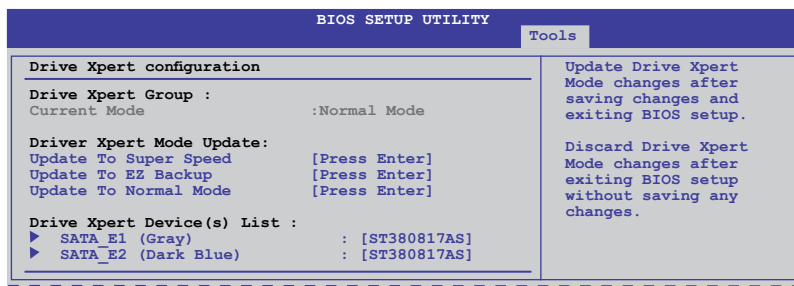 BIOS SETUP UTILITY
Tools
Drive Xpert configuration
Drive Xpert Group :
Current Mode :Normal Mode
Driver Xpert Mode Update:
Update To Super Speed [Press Enter]
Update To EZ Backup [Press Enter]
Update To Normal Mode [Press Enter]
Drive Xpert Device(s) List :
SATA_E1 (Gray) : [ST380817AS]
SATA_E2 (Dark Blue) : [ST380817AS]
Update Drive Xpert
Mode changes after
saving changes and
exiting BIOS setup.
Discard Drive Xpert
Mode changes after
exiting BIOS setup
without saving any
changes.